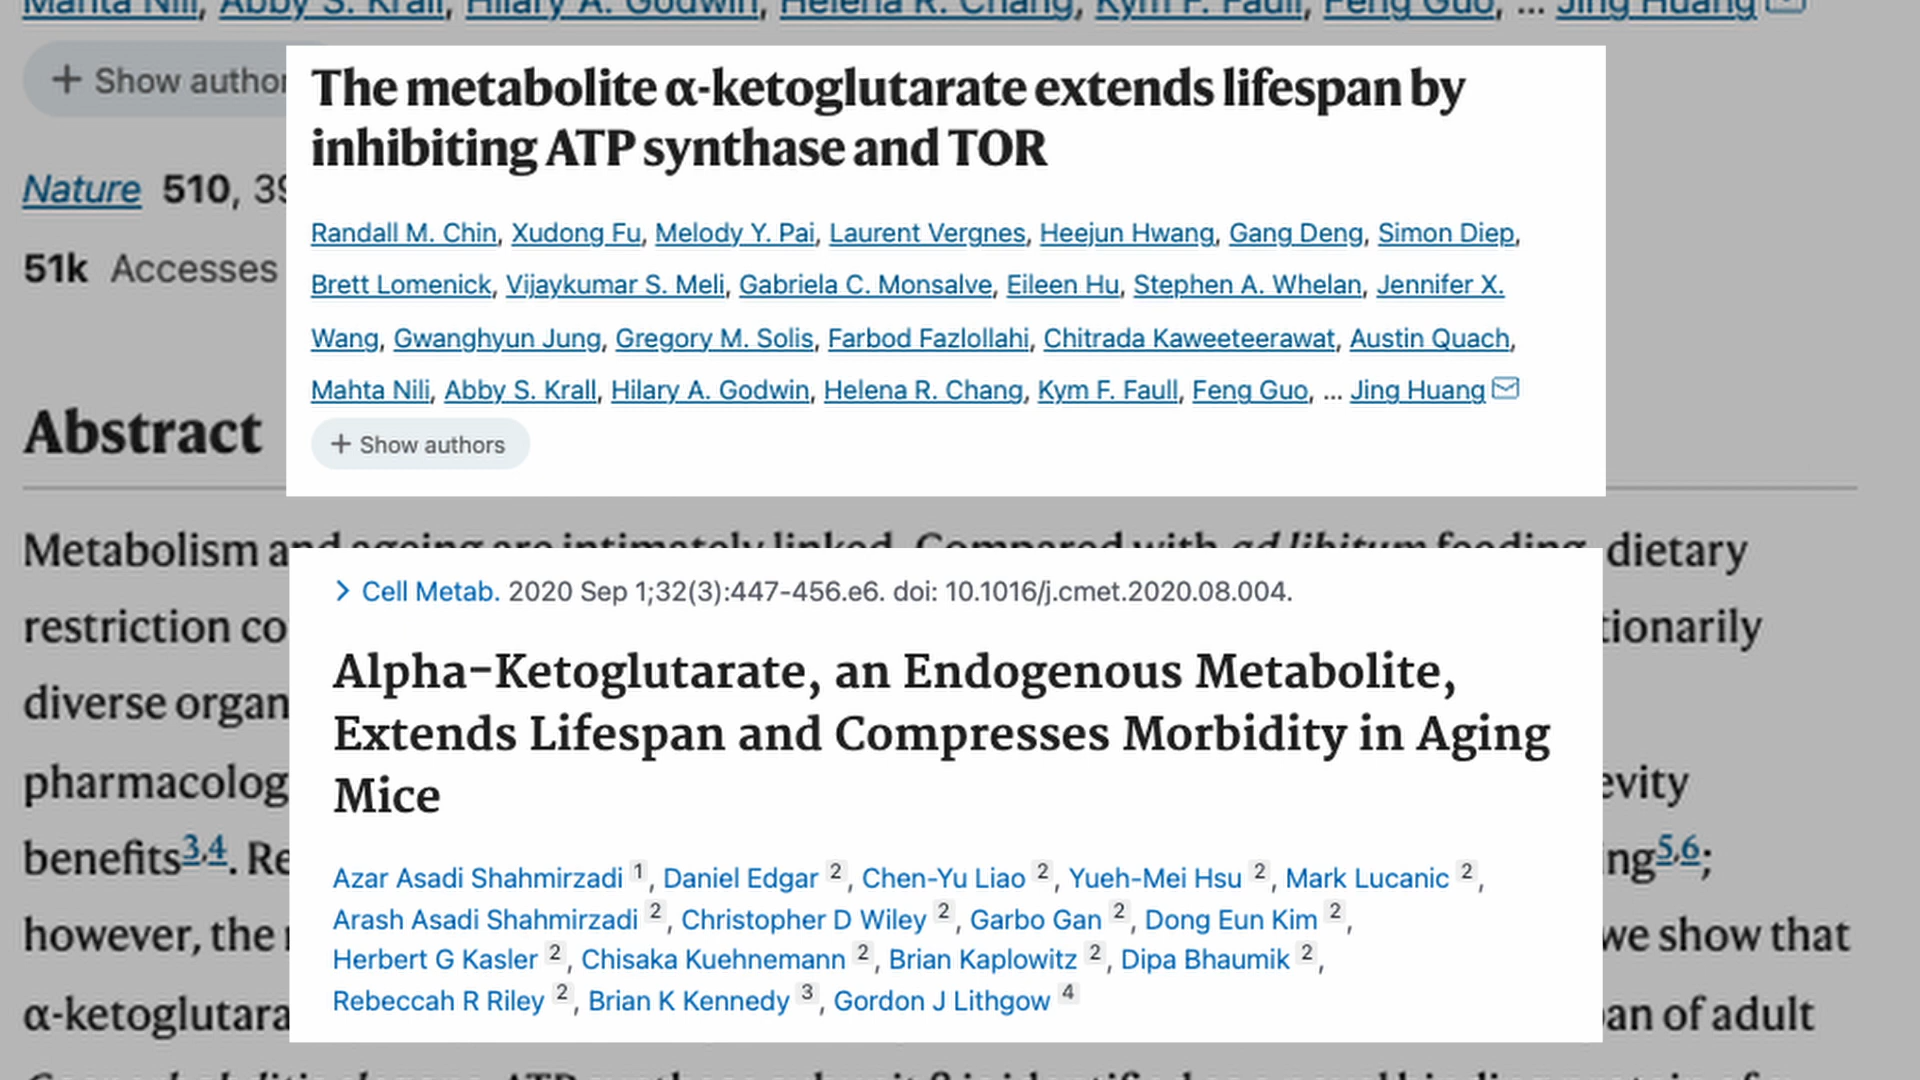 Mahta Nili, Abby S. Krall, Hilary A. Godwin, Helena R. Chang, Kym F. Faull, Feng Guo, ... Jing Huang
+ Show author
Nature 510, 39
51k Accesses
Abstract
The metabolite α-ketoglutarate extends lifespan by
inhibiting ATP synthase and TOR
Randall M. Chin, Xudong Fu, Melody Y. Pai, Laurent Vergnes, Heejun Hwang, Gang Deng, Simon Diep,
Brett Lomenick, Vijaykumar S. Meli, Gabriela C. Monsalve, Eileen Hu, Stephen A. Whelan, Jennifer X.
Wang, Gwanghyun Jung, Gregory M. Solis, Farbod Fazlollahi, Chitrada Kaweeteerawat, Austin Quach,
Mahta Nili, Abby S. Krall, Hilary A. Godwin, Helena R. Chang, Kym F. Faull, Feng Guo, ... Jing Huang
+ Show authors
Metabolism and ageing are intimately linked. Compared with ad libitum feeding, dietary
restriction co tionarily
diverse organ
pharmacolog evity
benefits3,4. Re ng5,6;
however, the we show that
α-ketoglutara an of adult
> Cell Metab. 2020 Sep 1;32(3):447-456.e6. doi: 10.1016/j.cmet.2020.08.004.
Alpha-Ketoglutarate, an Endogenous Metabolite,
Extends Lifespan and Compresses Morbidity in Aging
Mice
Azar Asadi Shahmirzadi 1, Daniel Edgar 2, Chen-Yu Liao 2, Yueh-Mei Hsu 2, Mark Lucanic 2,
Arash Asadi Shahmirzadi 2, Christopher D Wiley 2, Garbo Gan 2, Dong Eun Kim 2,
Herbert G Kasler 2, Chisaka Kuehnemann 2, Brian Kaplowitz 2, Dipa Bhaumik 2,
Rebeccah R Riley 2, Brian K Kennedy 3, Gordon J Lithgow 4